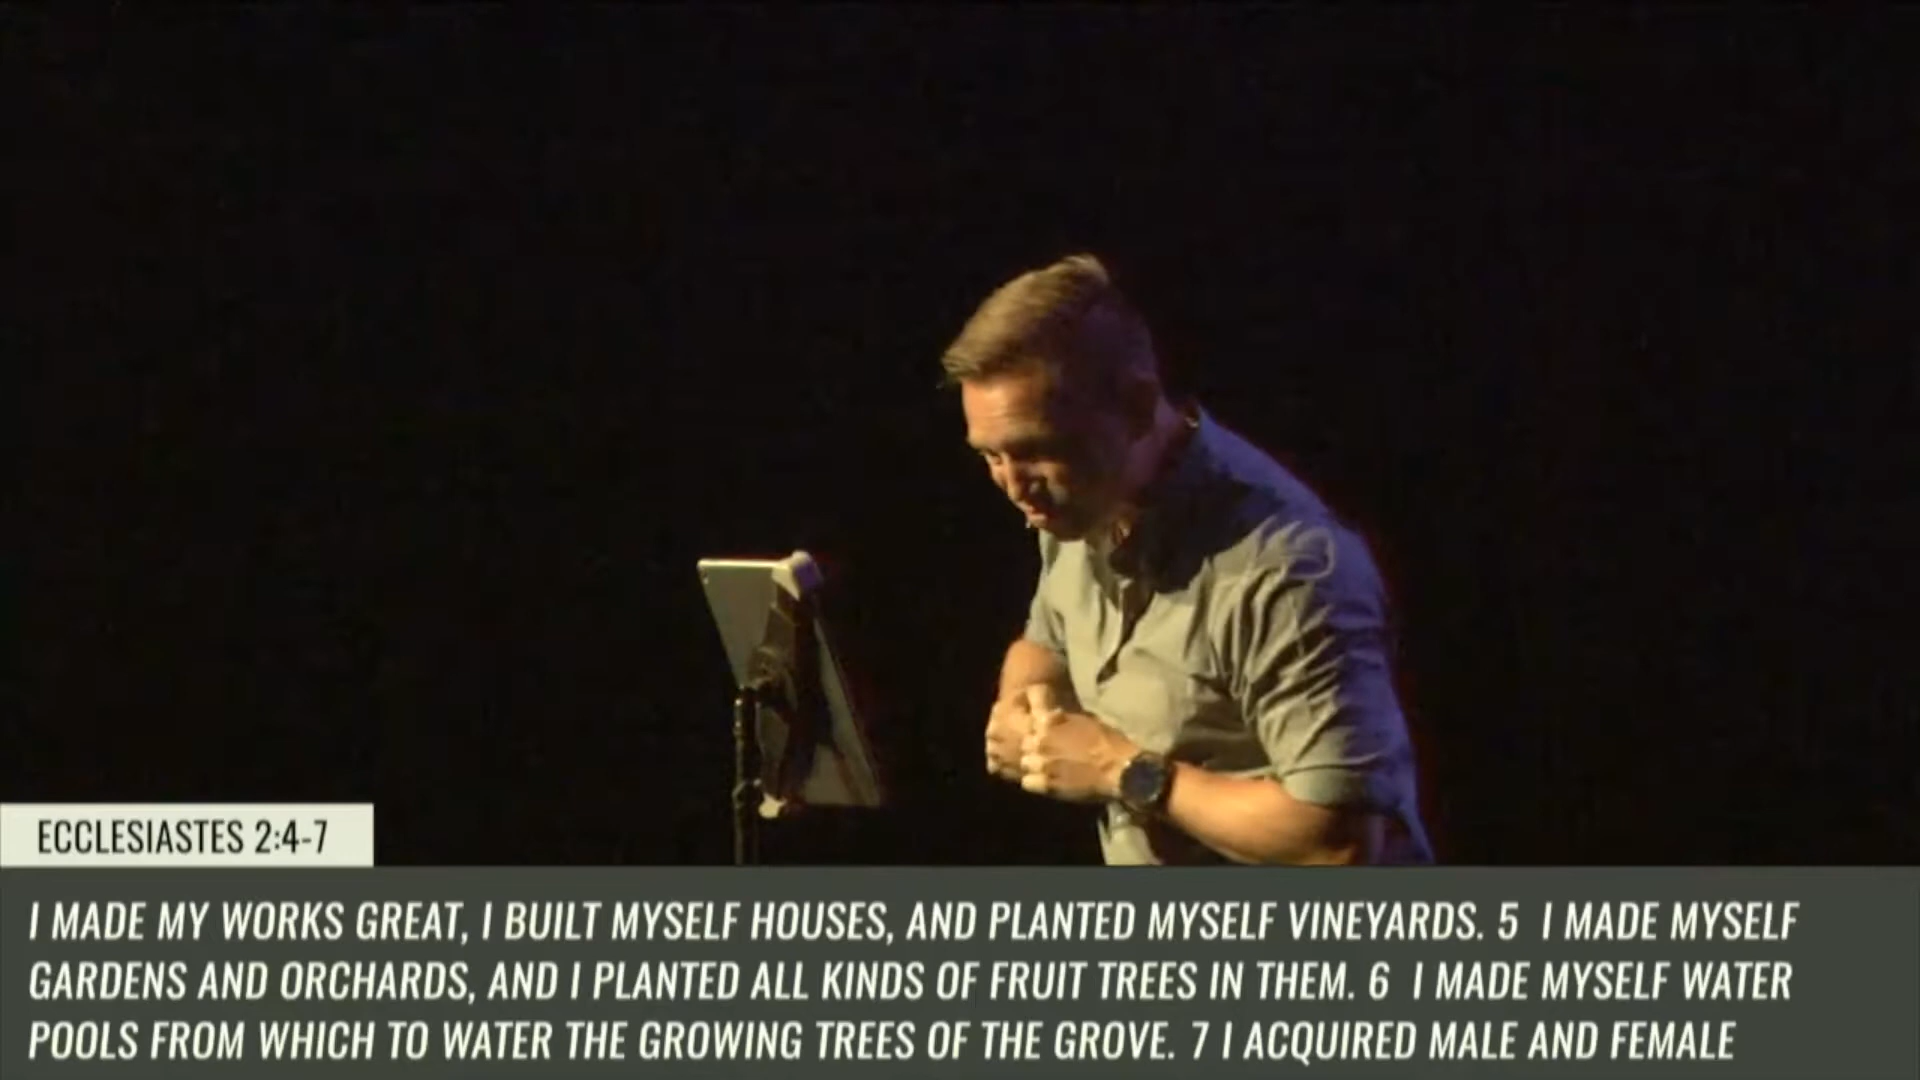 ECCLESIASTES 2:4-7
I MADE MY WORKS GREAT, I BUILT MYSELF HOUSES, AND PLANTED MYSELF VINEYARDS. 5 I MADE MYSELF
GARDENS AND ORCHARDS, AND I PLANTED ALL KINDS OF FRUIT TREES IN THEM. 6 I MADE MYSELF WATER
POOLS FROM WHICH TO WATER THE GROWING TREES OF THE GROVE. 7 I ACQUIRED MALE AND FEMALE